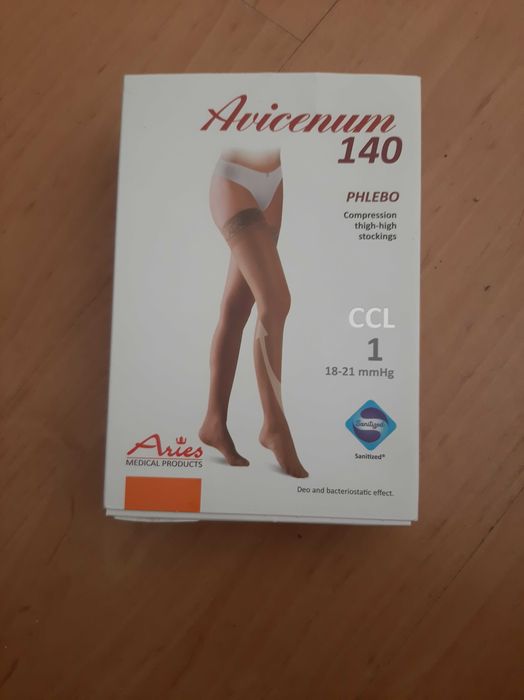 Avicenum
140
PHLEBO
Compression
thigh-high
stockings
CCL
1
18-21 mmHg
Sanitized
Sanitized®
Aries
MEDICAL PRODUCTS
Deo and bacteriostatic effect.